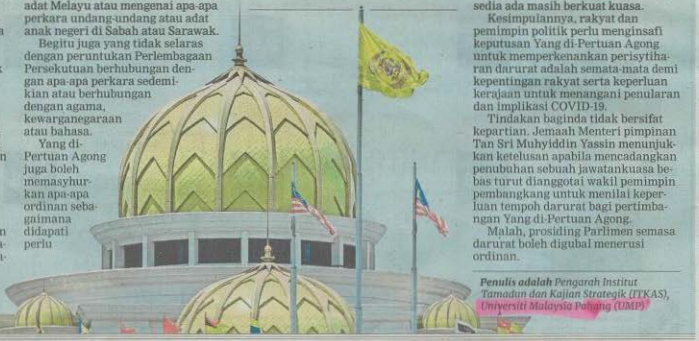 adat Melayu atau mengenai apa-apa
perkara undang-undang atau adat
anak negeri di Sabah atau Sarawak.
Begitu juga yang tidak selaras
dengan peruntukan Perlembagaan
Persekutuan berhubungan den-
gan apa-apa perkara sedemi-
kian atau berhubungan
dengan agama,
kewarganegaraan
atau bahasa.
Yang di-
Pertuan Agong
juga boleh
memasyhur-
kan apa-apa
ordinan seba-
gaimana
didapati
perlu
sedia ada masih berkuat kuasa.
Kesimpulannya, rakyat dan
pemimpin politik perlu menginsafi
keputusan Yang di-Pertuan Agong
untuk memperkenankan perisytiha-
ran darurat adalah semata-mata demi
kepentingan rakyat serta keperluan
kerajaan untuk menangani penularan
dan implikasi COVID-19.
Tindakan baginda tidak bersifat
kepartian. Jemaah Menteri pimpinan
Tan Sri Muhyiddin Yassin menunjuk-
kan ketelusan apabila mencadangkan
penubuhan sebuah jawatankuasa be-
bas turut dianggotai wakil pemimpin
pembangkang untuk menilai keper-
luan tempoh darurat bagi pertimba-
ngan Yang di-Pertuan Agong.
Malah, prosiding Parlimen semasa
darurat boleh digubal menerusi
ordinan.
Penulis adalah Pengarah Institut
Tamadun dan Kajian Strategik (ITKAS),
Universiti Malaysia Pahang (UMP)